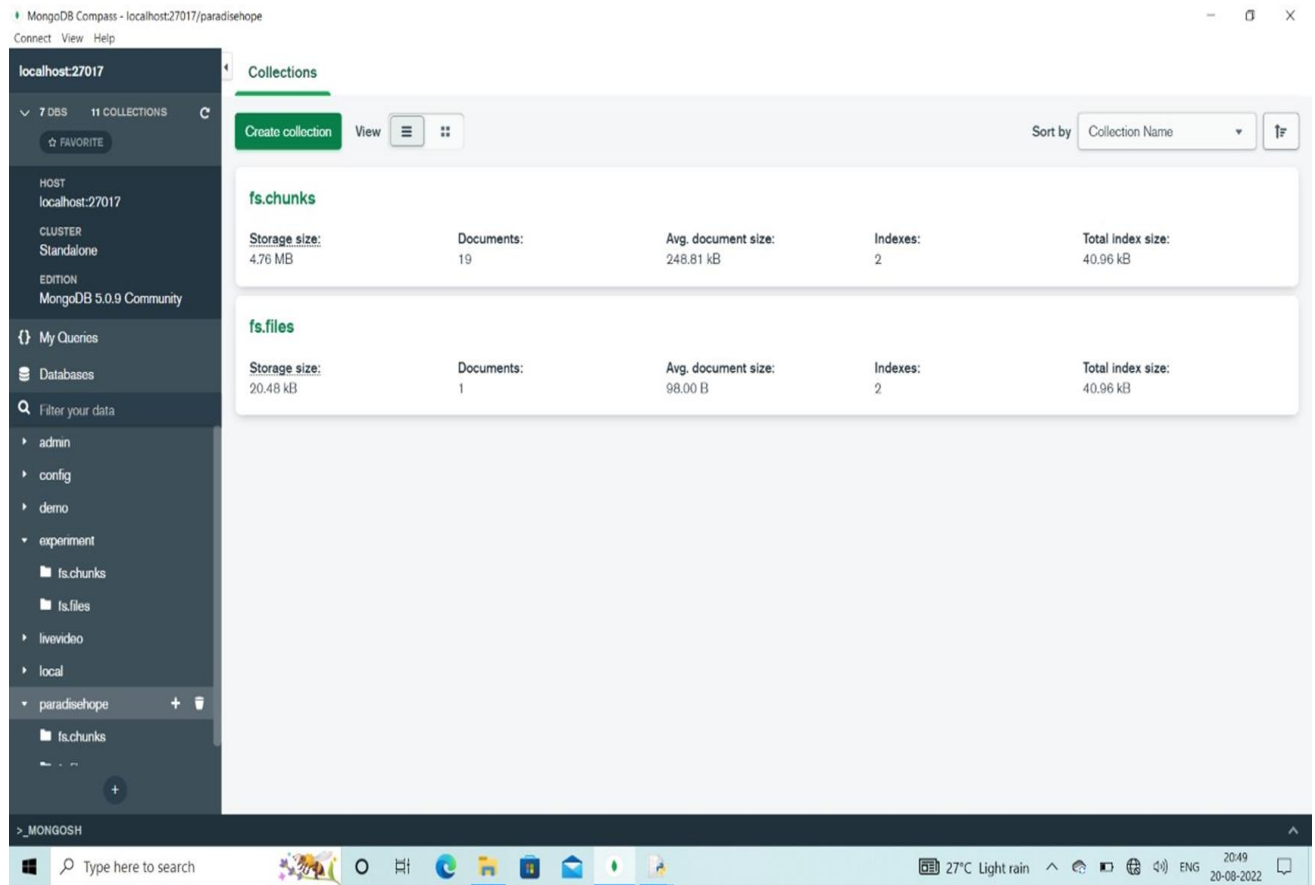 MongoDB Compass - localhost:27017/paradisehope
Connect View Help
localhost:27017
7 DBS 11 COLLECTIONS
FAVORITE
HOST
localhost:27017
CLUSTER
Standalone
EDITION
MongoDB 5.0.9 Community
{} My Queries
Databases
Filter your data
admin
config
demo
experiment
fs.chunks
fs.files
livevideo
local
paradisehope
fs.chunks
>_MONGOSH
Collections
Create collection View
Sort by Collection Name
fs.chunks
Storage size: Documents: Avg. document size: Indexes: Total index size:
4.76 MB 19 248.81 kB 2 40.96 kB
fs.files
Storage size: Documents: Avg. document size: Indexes: Total index size:
20.48 kB 1 98.00 B 2 40.96 kB
Type here to search
27°C Light rain
ENG
20:49
20-08-2022